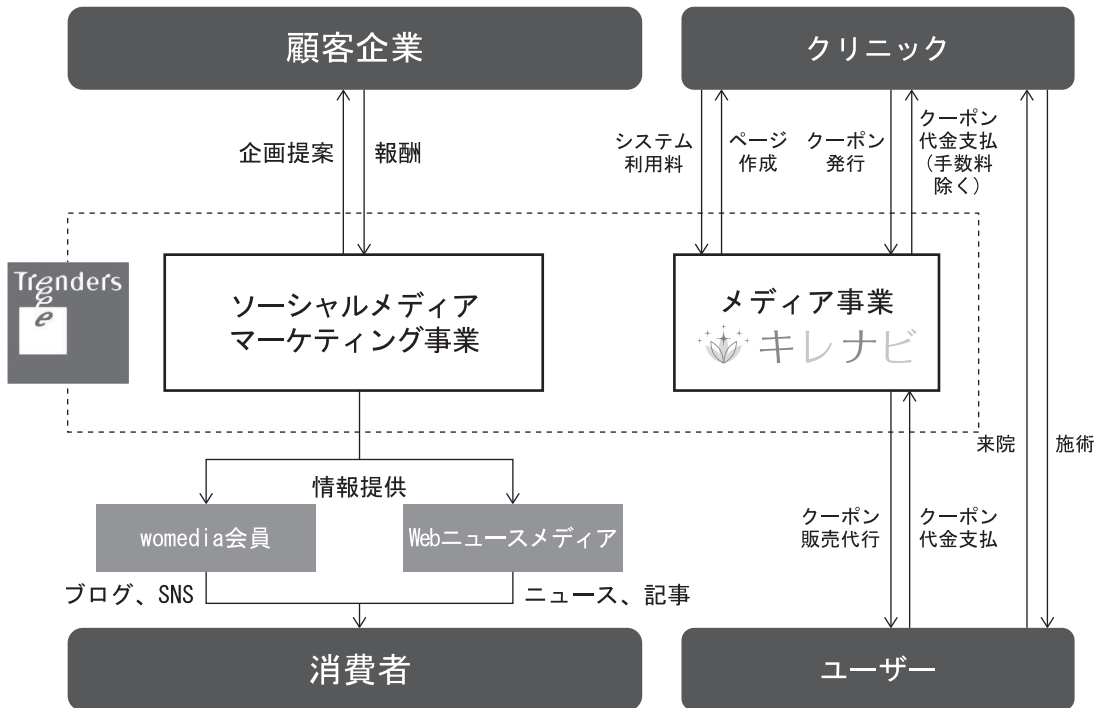 顧客企業
クリニック
企画提案
報酬
システム
利用料
ページ
作成
クーポン
発行
クーポン
代金支払
(手数料
除く)
Trenders
e
ソーシャルメディア
マーケティング事業
メディア事業
キレナビ
情報提供
womedia会員
Webニュースメディア
ブログ、SNS
ニュース、記事
クーポン
販売代行
クーポン
代金支払
来院
施術
消費者
ユーザー